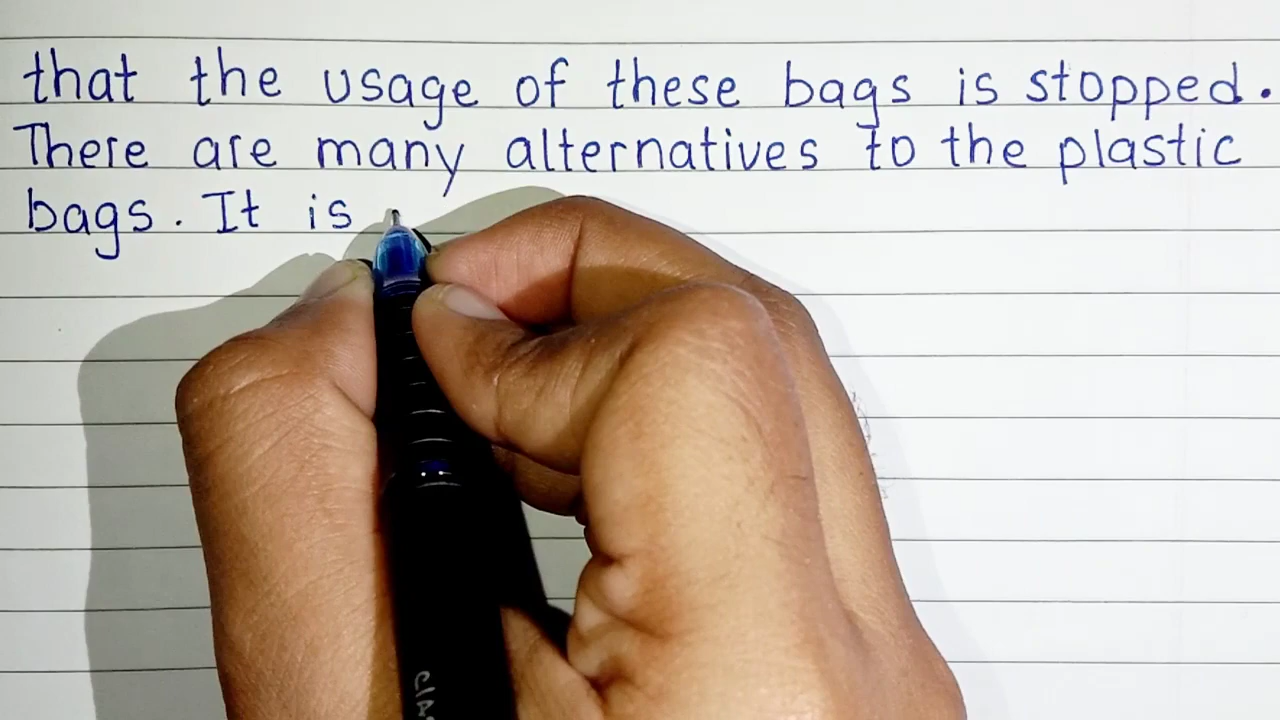 that the usage of these bags is stopped.
There are many alternatives to the plastic
bags. It is